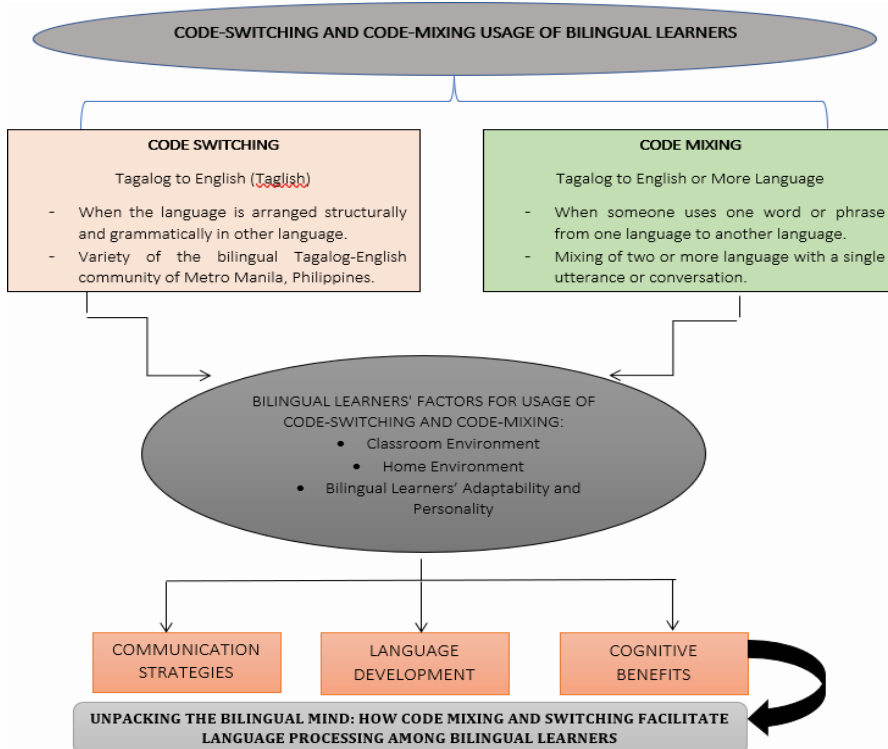 CODE-SWITCHING AND CODE-MIXING USAGE OF BILINGUAL LEARNERS
CODE SWITCHING
Tagalog to English (Taglish)
- When the language is arranged structurally
and grammatically in other language.
- Variety of the bilingual Tagalog-English
community of Metro Manila, Philippines.
CODE MIXING
Tagalog to English or More Language
- When someone uses one word or phrase
from one language to another language.
- Mixing of two or more language with a single
utterance or conversation.
BILINGUAL LEARNERS' FACTORS FOR USAGE OF
CODE-SWITCHING AND CODE-MIXING:
• Classroom Environment
• Home Environment
• Bilingual Learners’ Adaptability and
Personality
COMMUNICATION
STRATEGIES
LANGUAGE
DEVELOPMENT
COGNITIVE
BENEFITS
UNPACKING THE BILINGUAL MIND: HOW CODE MIXING AND SWITCHING FACILITATE
LANGUAGE PROCESSING AMONG BILINGUAL LEARNERS